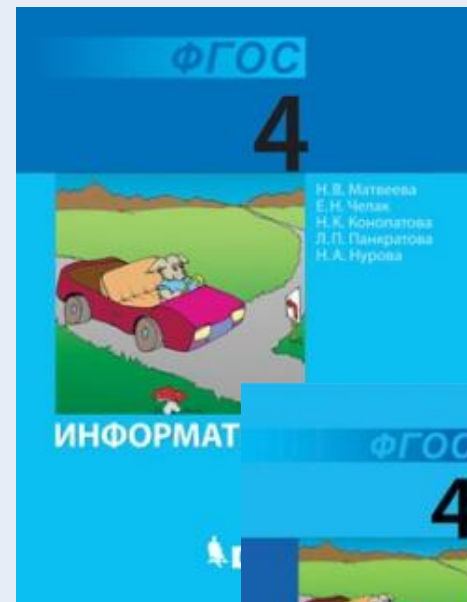 ФГОС
4
Н.В. Матвеева
Е.Н. Челак
Н.К. Конопатова
Л.П. Панкратова
Н.А. Нурова
ИНФОРМАТ
ФГОС
4